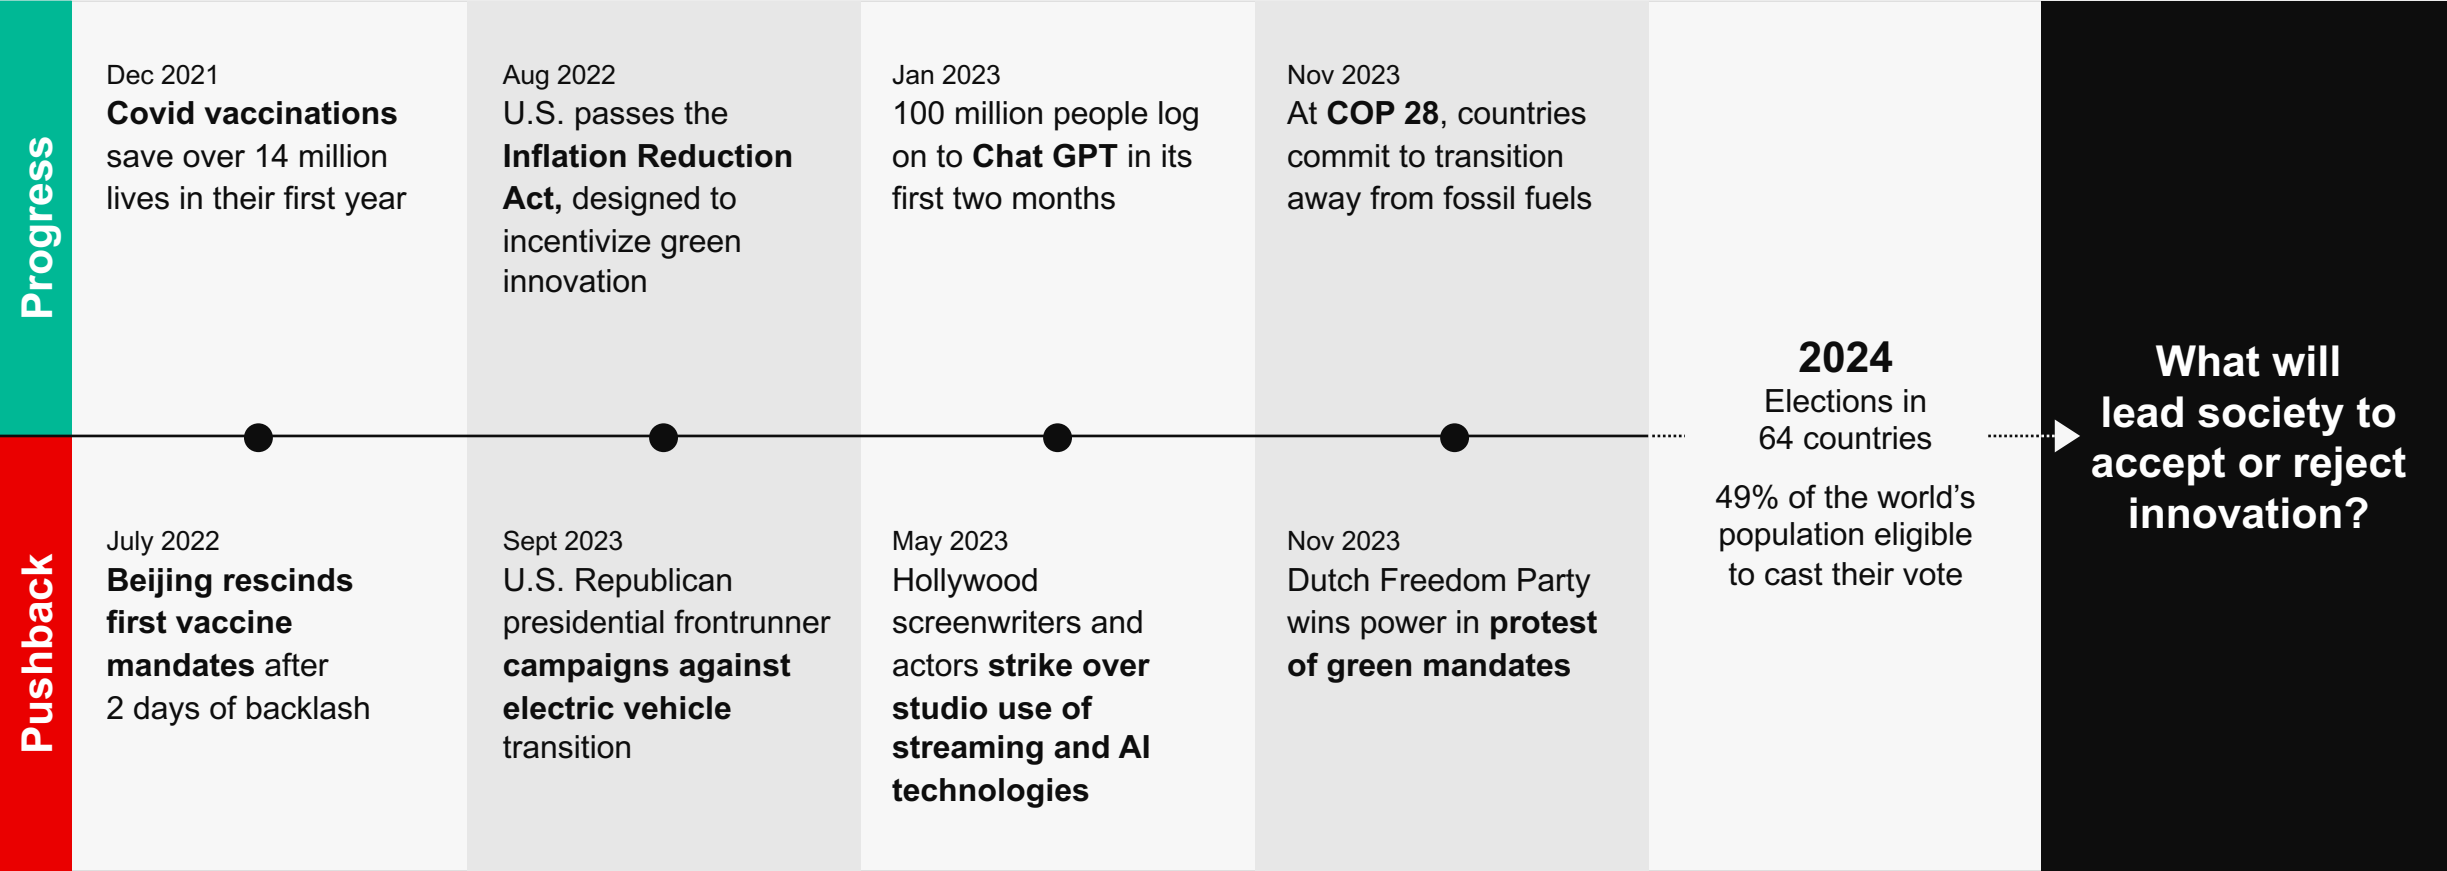 Progress
Dec 2021
Covid vaccinations
save over 14 million
lives in their first year
Aug 2022
U.S. passes the
Inflation Reduction
Act, designed to
incentivize green
innovation
Jan 2023
100 million people log
on to Chat GPT in its
first two months
Nov 2023
At COP 28, countries
commit to transition
away from fossil fuels
Pushback
July 2022
Beijing rescinds
first vaccine
mandates after
2 days of backlash
Sept 2023
U.S. Republican
presidential frontrunner
campaigns against
electric vehicle
transition
May 2023
Hollywood
screenwriters and
actors strike over
studio use of
streaming and AI
technologies
Nov 2023
Dutch Freedom Party
wins power in protest
of green mandates
2024
Elections in
64 countries
49% of the world’s
population eligible
to cast their vote
What will
lead society to
accept or reject
innovation?